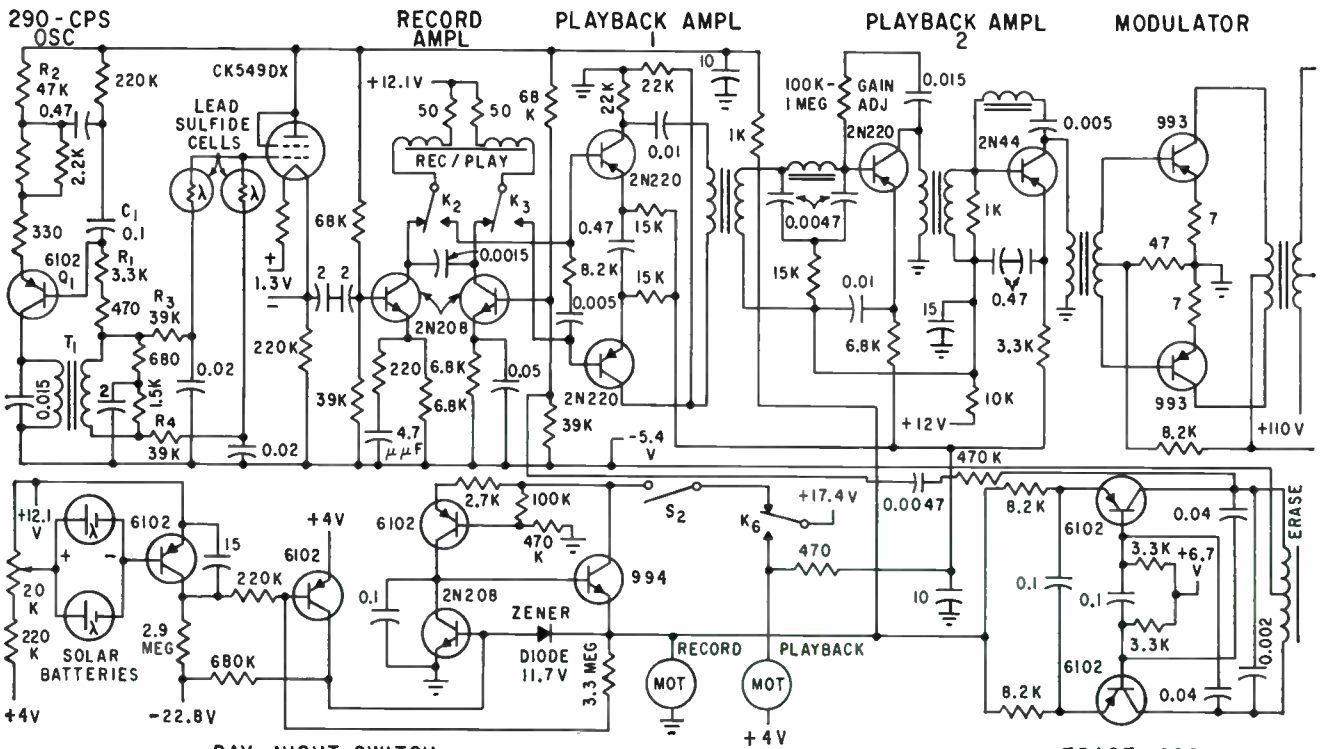 290-CPS
OSC
RECORD
AMPL
PLAYBACK AMPL
1
PLAYBACK AMPL
2
MODULATOR
R2
47K
220K
CK549DX
0.47
2.2K
LEAD
SULFIDE
CELLS
λ
λ
+12.1V
50
50
REC/PLAY
68
K
22K
22K
10
1K
100K-
1 MEG
GAIN
ADJ
0.015
2N220
2N44
0.005
993
330
C1
0.1
6102
Q1
R1
3.3K
470
R3
39K
T1
680
0.015
2
1.5K
R4
39K
0.02
0.02
+
1.3V
−
2
2
68K
220K
39K
K2
K3
0.0015
2N208
220
6.8K
6.8K
0.05
4.7
μμF
0.01
2N220
0.47
15K
8.2K
15K
0.005
2N220
39K
-5.4
V
0.0047
15K
0.01
6.8K
1K
15
0.47
3.3K
10K
+12V
7
47
7
993
8.2K
+110V
+12.1
V
λ
6102
+
−
15
20
K
λ
220
K
SOLAR
BATTERIES
2.9
MEG
220K
680K
+4V
-22.8V
+4V
6102
6102
2.7K
100K
470
K
0.1
2N208
994
ZENER
DIODE
11.7V
3.3 MEG
S2
K6
+17.4V
470
10
0.0047
470K
RECORD
PLAYBACK
MOT
MOT
+4V
8.2K
6102
0.04
3.3K
+6.7
V
0.1
0.1
3.3K
6102
8.2K
0.04
0.002
ERASE